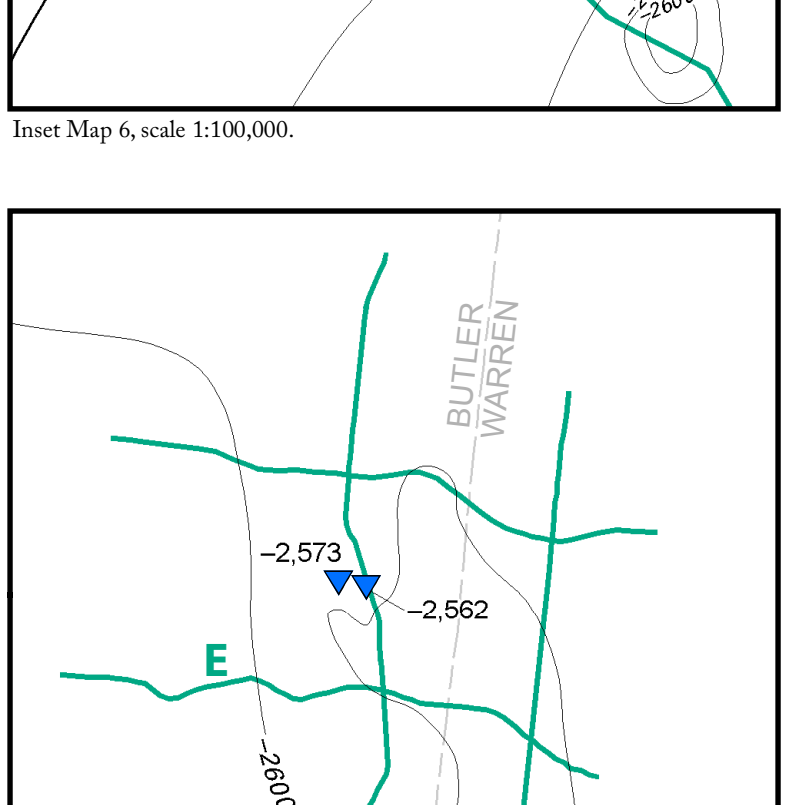 −2600
Inset Map 6, scale 1:100,000.
BUTLER
WARREN
−2,573
−2,562
E
−2600